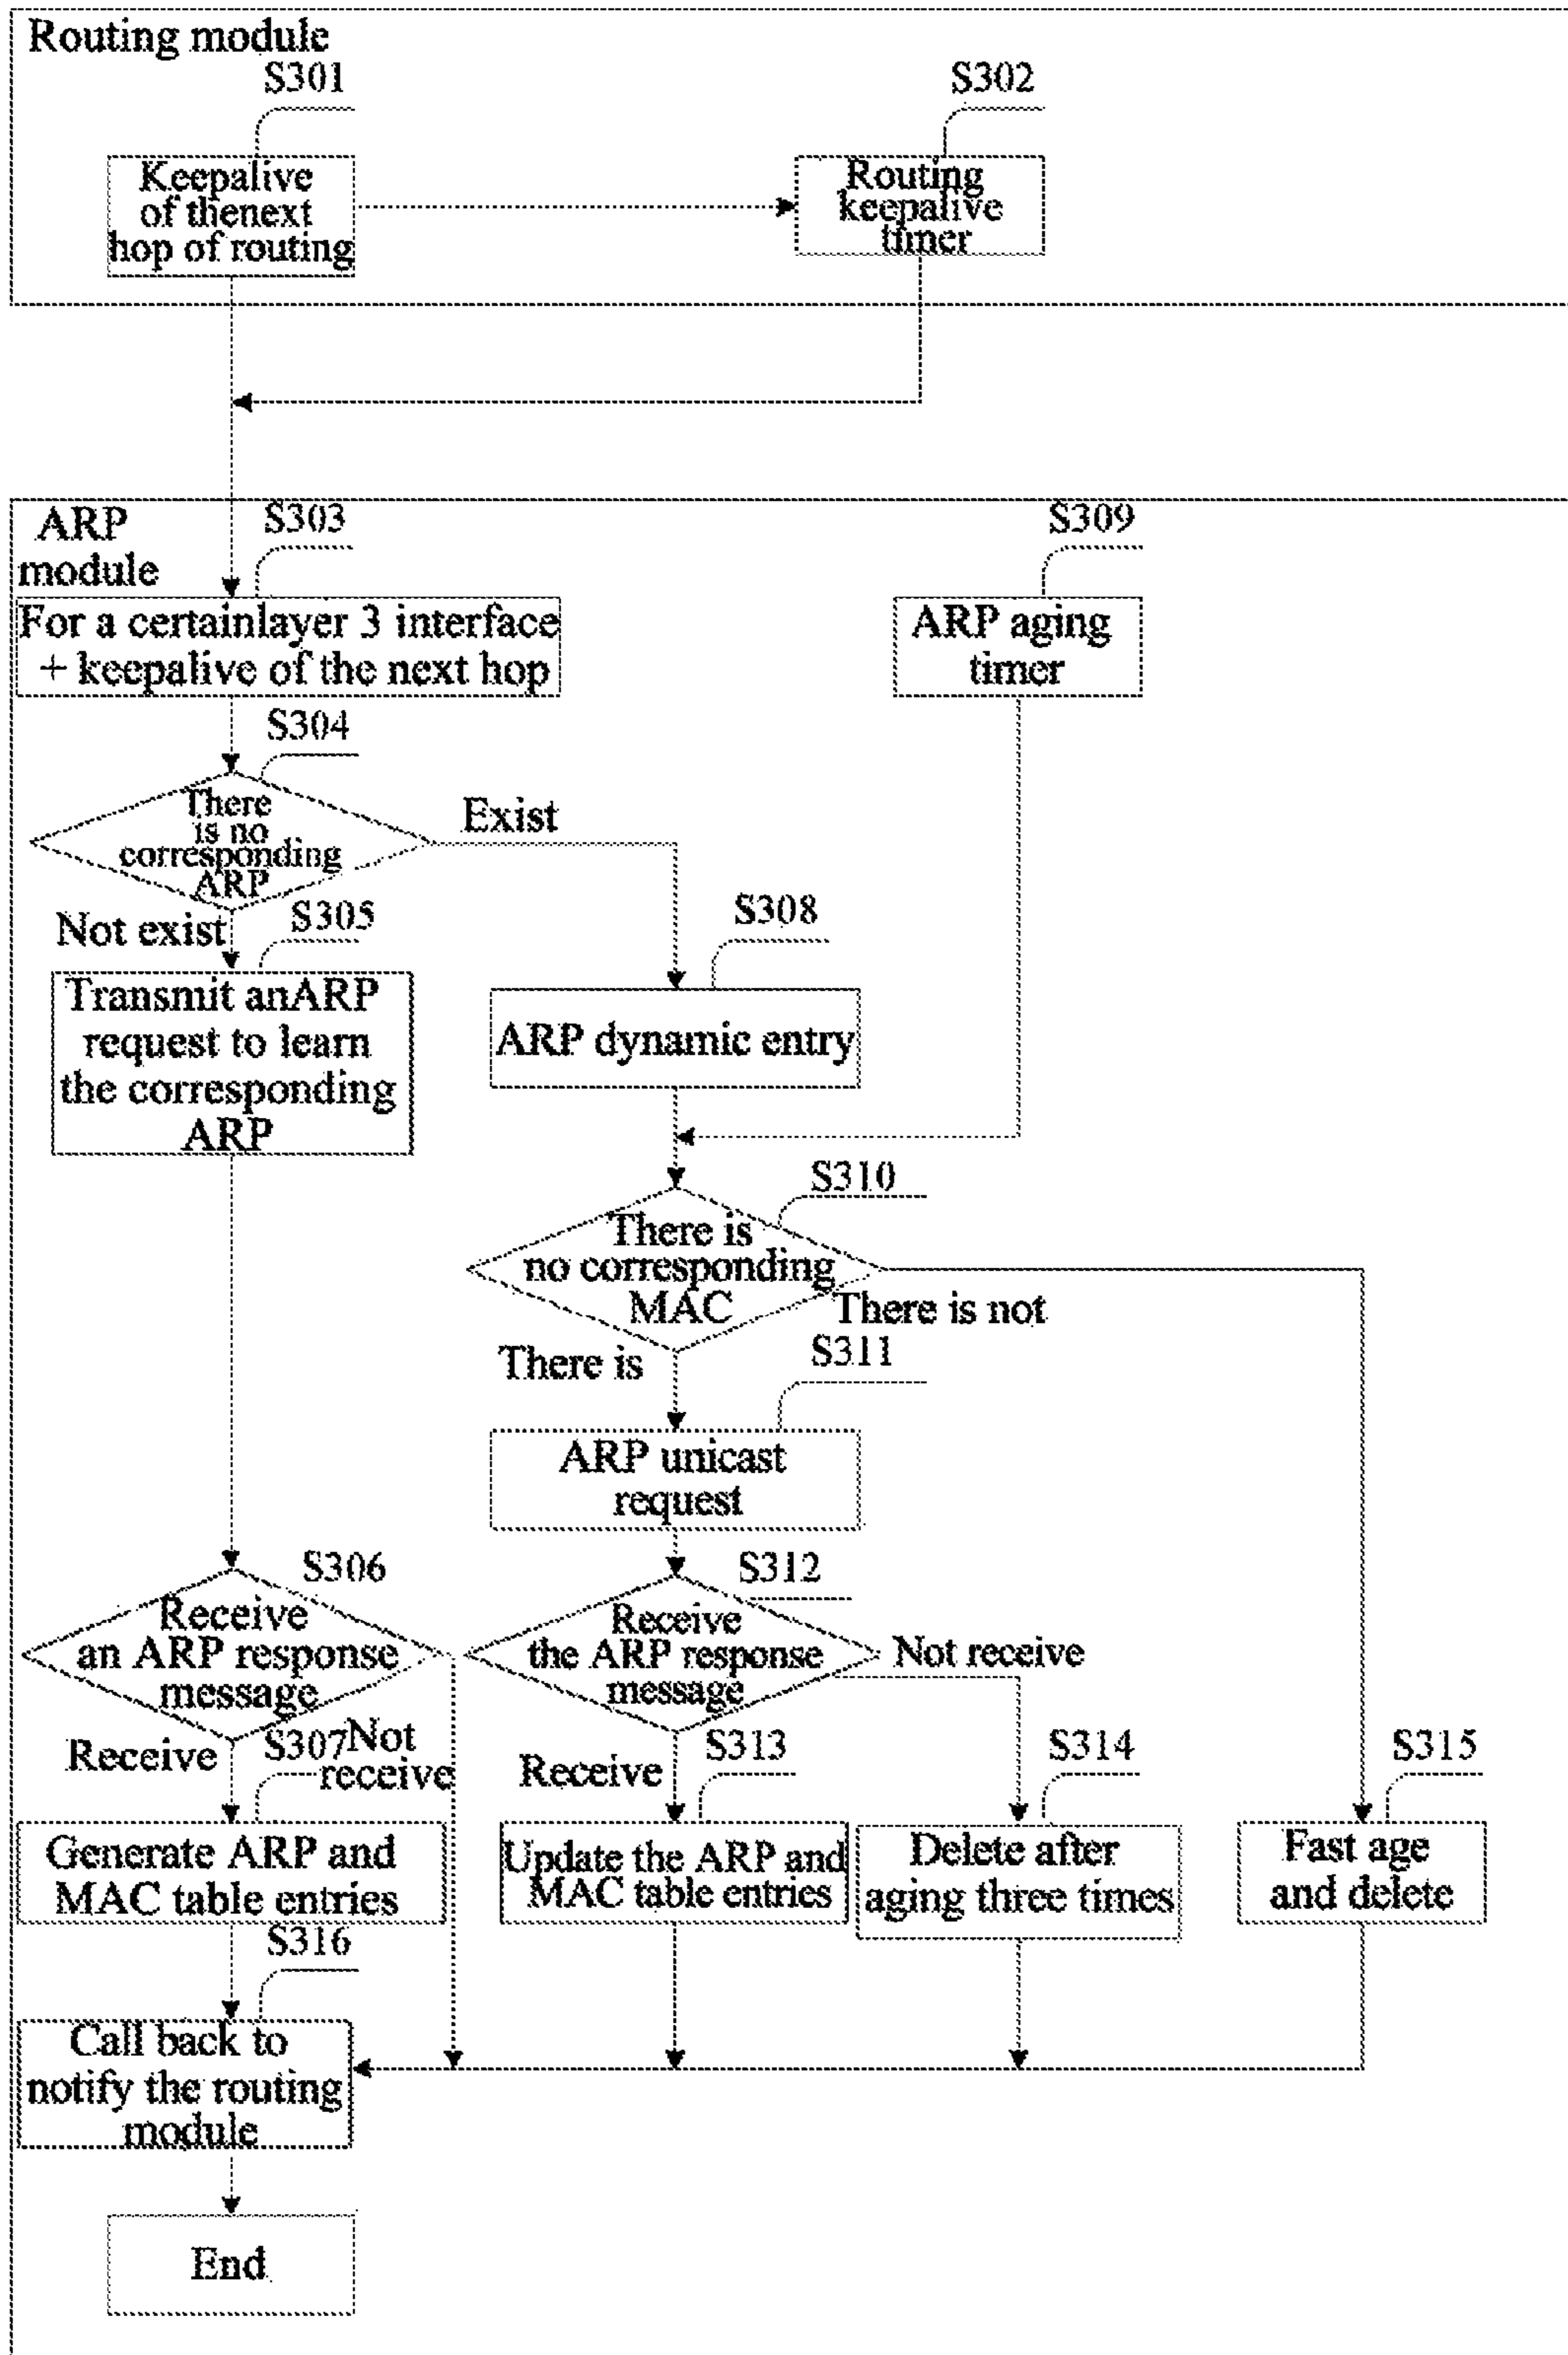 Routing module
S301
S302
Keepalive
of thenext
hop of routing
Routing
keepalive
timer
ARP
module
S303
S309
For a certainlayer 3 interface
+ keepalive of the next hop
ARP aging
timer
S304
There
is no
corresponding
ARP
Exist
Not exist
S305
S308
Transmit anARP
request to learn
the corresponding
ARP
ARP dynamic entry
S310
There is
no corresponding
MAC
There is not
There is
S311
ARP unicast
request
S306
S312
Receive
an ARP response
message
Receive
the ARP response
message
Not receive
Receive
S307
Not
receive
Receive
S313
S314
S315
Generate ARP and
MAC table entries
Update the ARP and
MAC table entries
Delete after
aging three times
Fast age
and delete
S316
Call back to
notify the routing
module
End